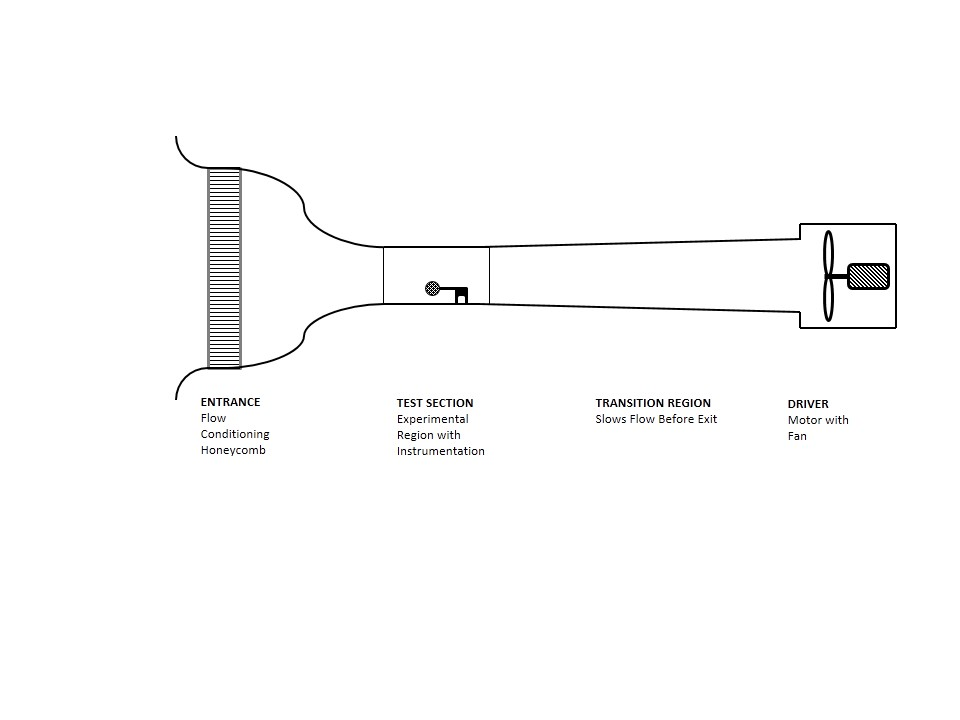 ENTRANCE
Flow
Conditioning
Honeycomb
TEST SECTION
Experimental
Region with
Instrumentation
TRANSITION REGION
Slows Flow Before Exit
DRIVER
Motor with
Fan